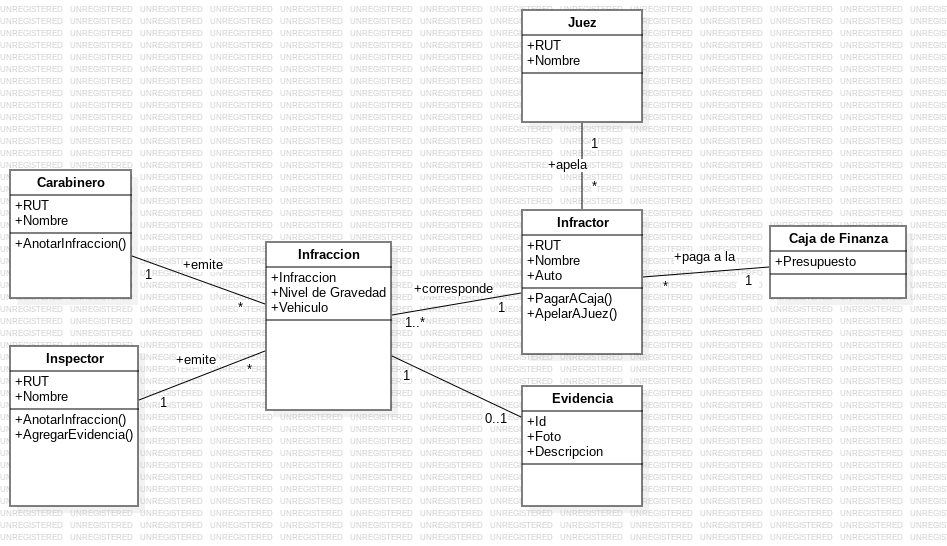 Juez
+RUT
+Nombre
1
+apela
*
Carabinero
+RUT
+Nombre
+AnotarInfraccion()
1
+emite
*
Infraccion
+Infraccion
+Nivel de Gravedad
+Vehiculo
+corresponde
1..*
1
Infractor
+RUT
+Nombre
+Auto
+PagarACaja()
+ApelarAJuez()
+paga a la
*
1
Caja de Finanza
+Presupuesto
Inspector
+RUT
+Nombre
+AnotarInfraccion()
+AgregarEvidencia()
+emite
1
*
1
0..1
Evidencia
+Id
+Foto
+Descripcion
UNREGISTERED